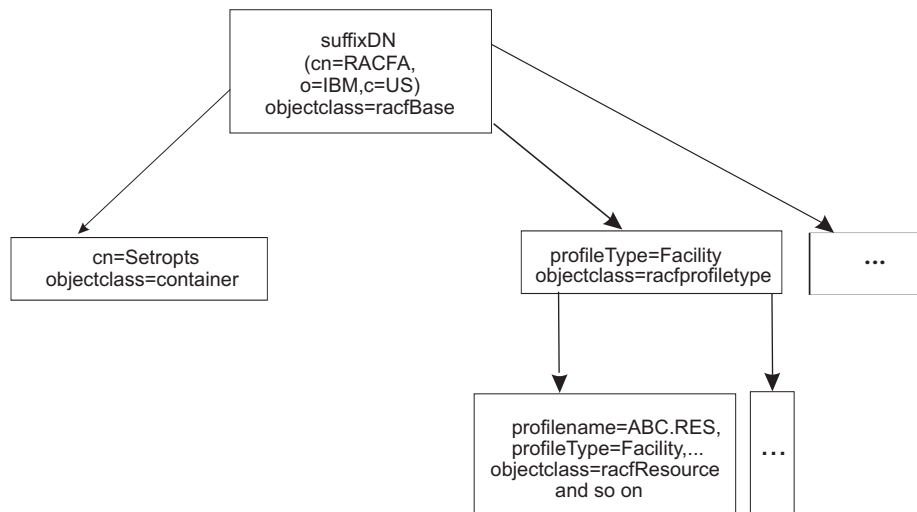 suffixDN
(cn=RACFA,
o=IBM,c=US)
objectclass=racfBase
cn=Setropts
objectclass=container
profileType=Facility
objectclass=racfprofiletype
...
profilename=ABC.RES,
profileType=Facility,...
objectclass=racfResource
and so on
...